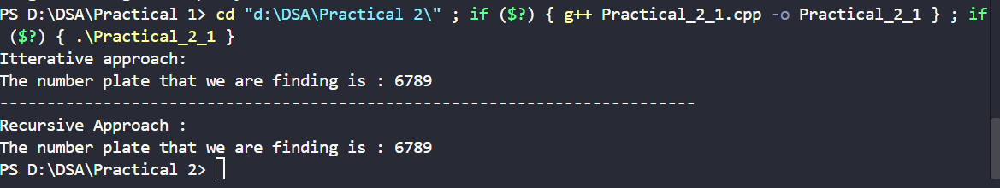 PS D:\DSA\Practical 1> cd "d:\DSA\Practical 2\" ; if ($?) { g++ Practical_2_1.cpp -o Practical_2_1 } ; if
 ($?) { .\Practical_2_1 }
Itterative approach:
The number plate that we are finding is : 6789
--------------------------------------------------------------------------
Recursive Approach :
The number plate that we are finding is : 6789
PS D:\DSA\Practical 2>